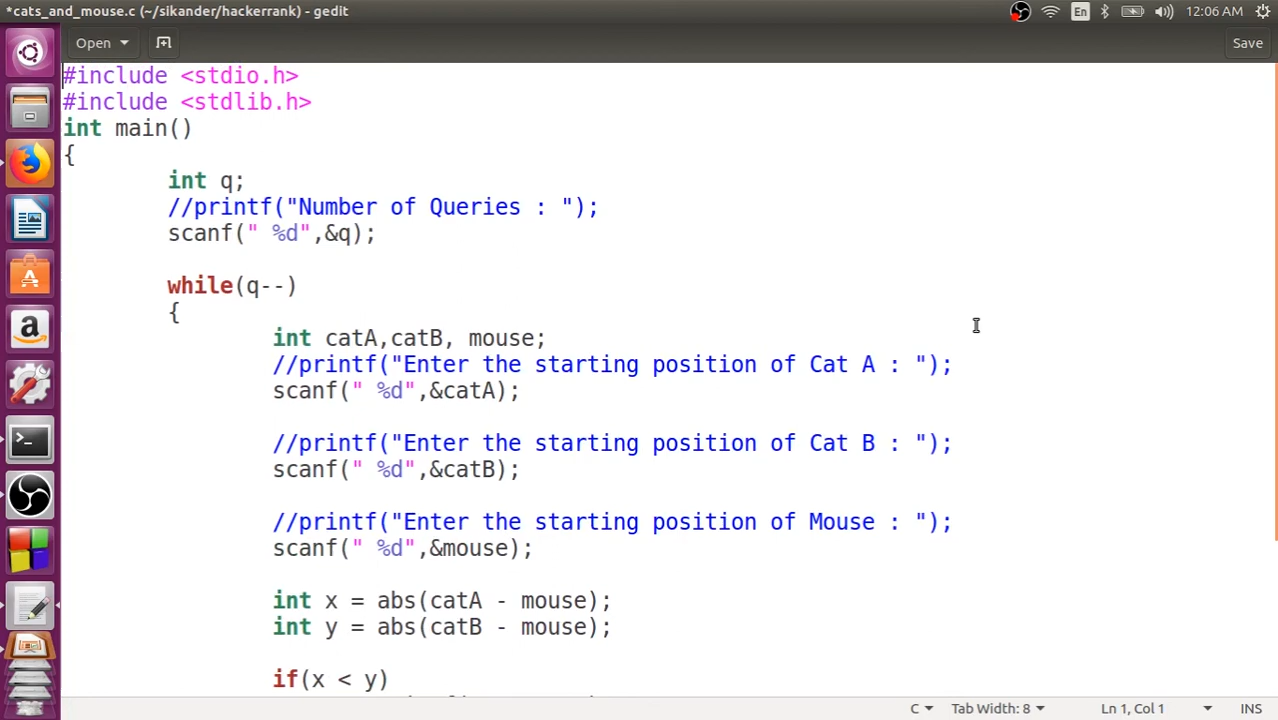 *cats_and_mouse.c (~/sikander/hackerrank) - gedit
En
12:06 AM
Open
Save
#include <stdio.h>
#include <stdlib.h>
int main()
{
int q;
//printf("Number of Queries : ");
scanf(" %d",&q);
while(q--)
{
int catA,catB, mouse;
//printf("Enter the starting position of Cat A : ");
scanf(" %d",&catA);
//printf("Enter the starting position of Cat B : ");
scanf(" %d",&catB);
//printf("Enter the starting position of Mouse : ");
scanf(" %d",&mouse);
int x = abs(catA - mouse);
int y = abs(catB - mouse);
if(x < y)
C
Tab Width: 8
Ln 1, Col 1
INS